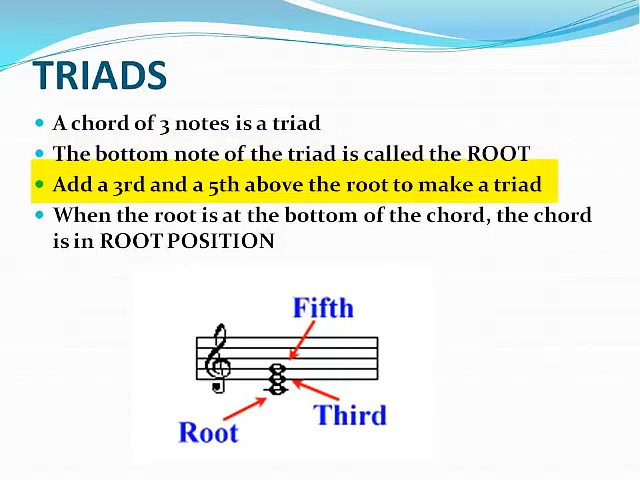 TRIADS
A chord of 3 notes is a triad
The bottom note of the triad is called the ROOT
Add a 3rd and a 5th above the root to make a triad
When the root is at the bottom of the chord, the chord
is in ROOT POSITION
Fifth
Third
Root